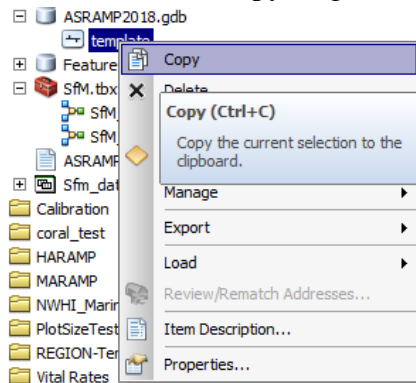 ASRAMP2018.gdb
template
Feature
SfM.tbx
SfM_
SfM_
ASRAMP
Sfm_dat
Calibration
coral_test
HARAMP
MARAMP
NWHI_Marin
PlotSizeTest
REGION-Ter
Vital Rates
Copy
Delete
Copy (Ctrl+C)
Copy the current selection to the
clipboard.
Manage
Export
Load
Review/Rematch Addresses...
Item Description...
Properties...